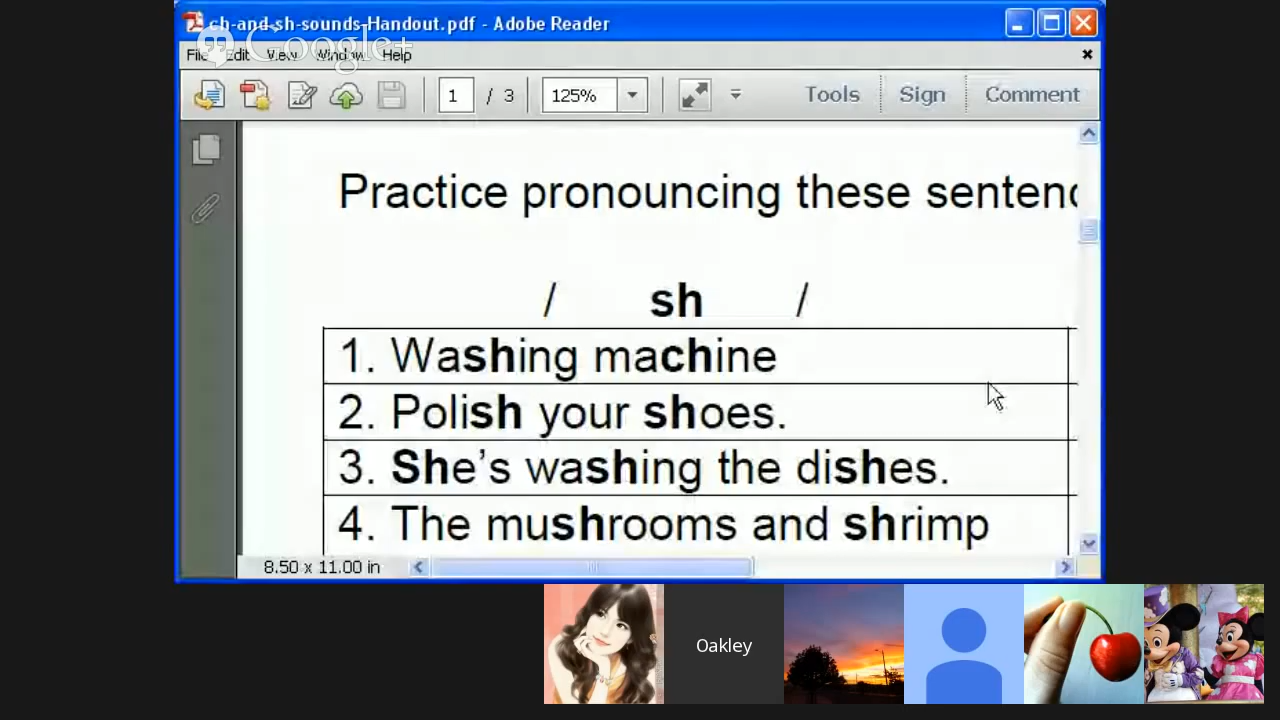 ch-and-sh-sounds-Handout.pdf - Adobe Reader
Google+
File Edit View Window Help
1 / 3 125% Tools Sign Comment
Practice pronouncing these sentenc
/ sh /
1. Washing machine
2. Polish your shoes.
3. She's washing the dishes.
4. The mushrooms and shrimp
8.50 x 11.00 in
Oakley